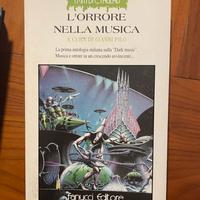 L'ORRORE
NELLA MUSICA
A CURA DI GIANNI PILO
La prima antologia italiana sulla "Dark music"
Musica e orrore in un crescendo avvincente...
Fanucci Editore